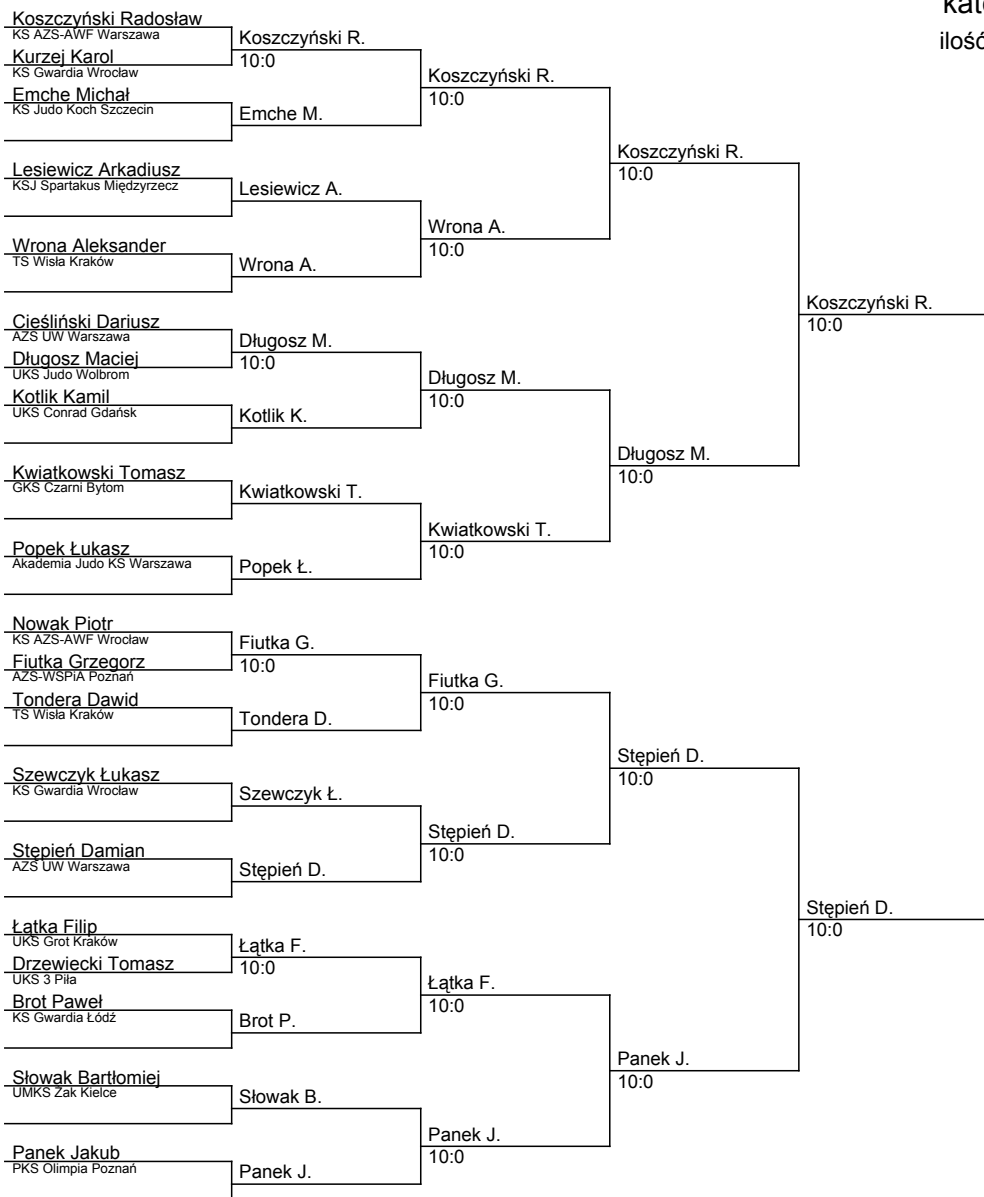 kat
ilość
Koszczyński Radosław
KS AZS-AWF Warszawa
Kurzej Karol
KS Gwardia Wrocław
Emche Michał
KS Judo Koch Szczecin
Lesiewicz Arkadiusz
KSJ Spartakus Międzyrzecz
Wrona Aleksander
TS Wisła Kraków
Cieśliński Dariusz
AZS UW Warszawa
Długosz Maciej
UKS Judo Wolbrom
Kotlik Kamil
UKS Conrad Gdańsk
Kwiatkowski Tomasz
GKS Czarni Bytom
Popek Łukasz
Akademia Judo KS Warszawa
Nowak Piotr
KS AZS-AWF Wrocław
Fiutka Grzegorz
AZS-WSPiA Poznań
Tondera Dawid
TS Wisła Kraków
Szewczyk Łukasz
KS Gwardia Wrocław
Stępień Damian
AZS UW Warszawa
Łątka Filip
UKS Grot Kraków
Drzewiecki Tomasz
UKS 3 Piła
Brot Paweł
KS Gwardia Łódź
Słowak Bartłomiej
UMKS Żak Kielce
Panek Jakub
PKS Olimpia Poznań
Koszczyński R.
10:0
Emche M.
Lesiewicz A.
Wrona A.
Długosz M.
10:0
Kotlik K.
Kwiatkowski T.
Popek Ł.
Fiutka G.
10:0
Tondera D.
Szewczyk Ł.
Stępień D.
Łątka F.
10:0
Brot P.
Słowak B.
Panek J.
Koszczyński R.
10:0
Wrona A.
10:0
Długosz M.
10:0
Kwiatkowski T.
10:0
Fiutka G.
10:0
Stępień D.
10:0
Łątka F.
10:0
Panek J.
10:0
Koszczyński R.
10:0
Długosz M.
10:0
Stępień D.
10:0
Panek J.
10:0
Koszczyński R.
10:0
Stępień D.
10:0